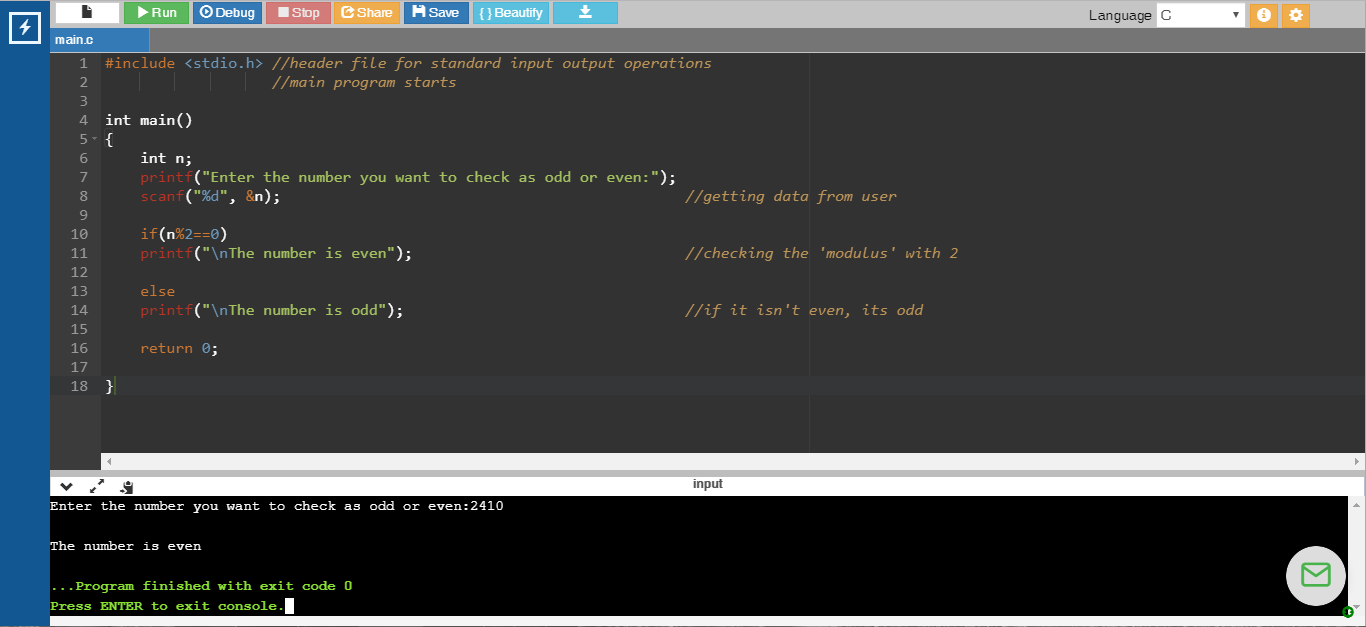 Run Debug Stop Share Save { } Beautify Language C
main.c
1 #include <stdio.h> //header file for standard input output operations
2 //main program starts
3
4 int main()
5 {
6 int n;
7 printf("Enter the number you want to check as odd or even:");
8 scanf("%d", &n); //getting data from user
9
10 if(n%2==0)
11 printf("\nThe number is even"); //checking the 'modulus' with 2
12
13 else
14 printf("\nThe number is odd"); //if it isn't even, its odd
15
16 return 0;
17
18 }
input
Enter the number you want to check as odd or even:2410
The number is even
...Program finished with exit code 0
Press ENTER to exit console.